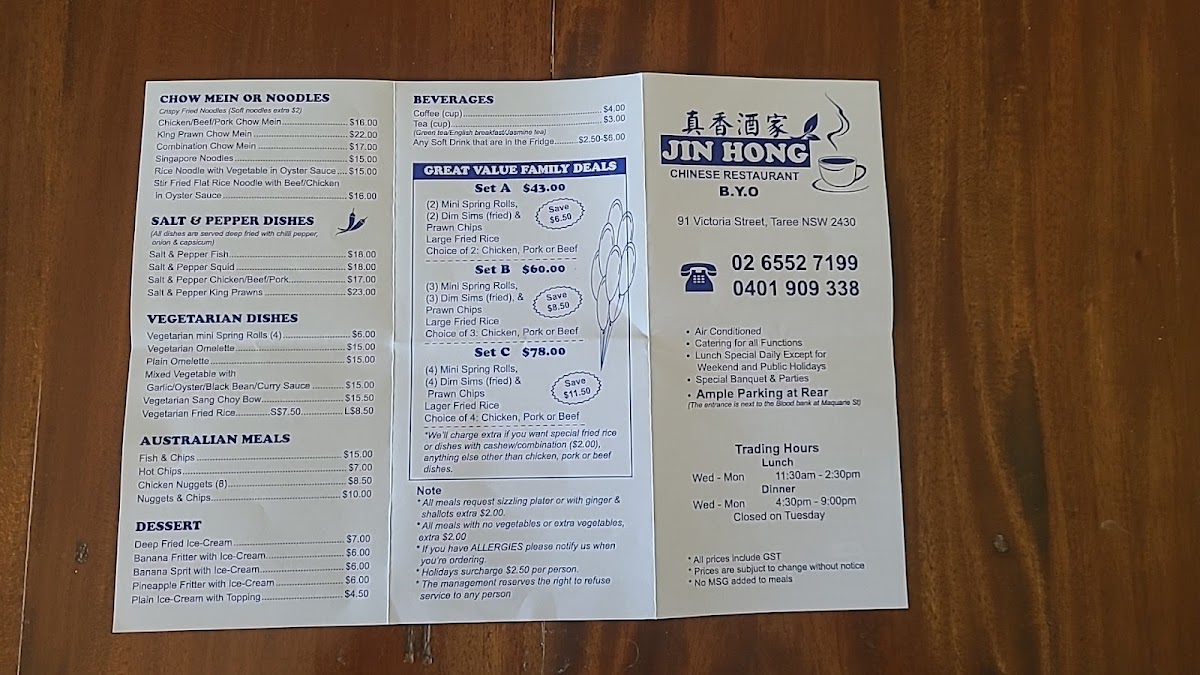 CHOW MEIN OR NOODLES
Crispy Fried Noodles (Soft noodles extra $2)
Chicken/Beef/Pork Chow Mein $16.00
King Prawn Chow Mein $22.00
Combination Chow Mein $17.00
Singapore Noodles $15.00
Rice Noodle with Vegetable in Oyster Sauce $15.00
Stir Fried Flat Rice Noodle with Beef/Chicken
in Oyster Sauce $16.00
SALT & PEPPER DISHES
(All dishes are served deep fried with chilli pepper,
onion & capsicum)
Salt & Pepper Fish $18.00
Salt & Pepper Squid $18.00
Salt & Pepper Chicken/Beef/Pork $17.00
Salt & Pepper King Prawns $23.00
VEGETARIAN DISHES
Vegetarian mini Spring Rolls (4) $6.00
Vegetarian Omelette $15.00
Plain Omelette $15.00
Mixed Vegetable with
Garlic/Oyster/Black Bean/Curry Sauce $15.00
Vegetarian Sang Choy Bow $15.50
Vegetarian Fried Rice S$7.50 L$8.50
AUSTRALIAN MEALS
Fish & Chips $15.00
Hot Chips $7.00
Chicken Nuggets (8) $8.50
Nuggets & Chips $10.00
DESSERT
Deep Fried Ice-Cream $7.00
Banana Fritter with Ice-Cream $6.00
Banana Sprit with Ice-Cream $6.00
Pineapple Fritter with Ice-Cream $6.00
Plain Ice-Cream with Topping $4.50
BEVERAGES
Coffee (cup) $4.00
Tea (cup) $3.00
(Green tea/English breakfast/Jasmine tea)
Any Soft Drink that are in the Fridge $2.50-$6.00
GREAT VALUE FAMILY DEALS
Set A $43.00
(2) Mini Spring Rolls,
(2) Dim Sims (fried) &
Prawn Chips
Large Fried Rice
Choice of 2; Chicken, Pork or Beef
Save
$6.50
Set B $60.00
(3) Mini Spring Rolls,
(3) Dim Sims (fried), &
Prawn Chips
Large Fried Rice
Choice of 3: Chicken, Pork or Beef
Save
$8.50
Set C $78.00
(4) Mini Spring Rolls,
(4) Dim Sims (fried) &
Prawn Chips
Lager Fried Rice
Choice of 4; Chicken, Pork or Beef
Save
$11.50
*We'll charge extra if you want special fried rice
or dishes with cashew/combination ($2.00),
anything else other than chicken, pork or beef
dishes.
Note
* All meals request sizzling plater or with ginger &
shallots extra $2.00.
* All meals with no vegetables or extra vegetables,
extra $2.00
* If you have ALLERGIES please notify us when
you're ordering.
* Holidays surcharge $2.50 per person.
* The management reserves the right to refuse
service to any person
真香酒家
JIN HONG
CHINESE RESTAURANT
B.Y.O
91 Victoria Street, Taree NSW 2430
02 6552 7199
0401 909 338
• Air Conditioned
• Catering for all Functions
• Lunch Special Daily Except for
Weekend and Public Holidays
• Special Banquet & Parties
• Ample Parking at Rear
(The entrance is next to the Blood bank at Maquarie St)
Trading Hours
Lunch
Wed - Mon 11:30am - 2:30pm
Dinner
Wed - Mon 4:30pm - 9:00pm
Closed on Tuesday
* All prices include GST
* Prices are subjuct to change without notice
* No MSG added to meals